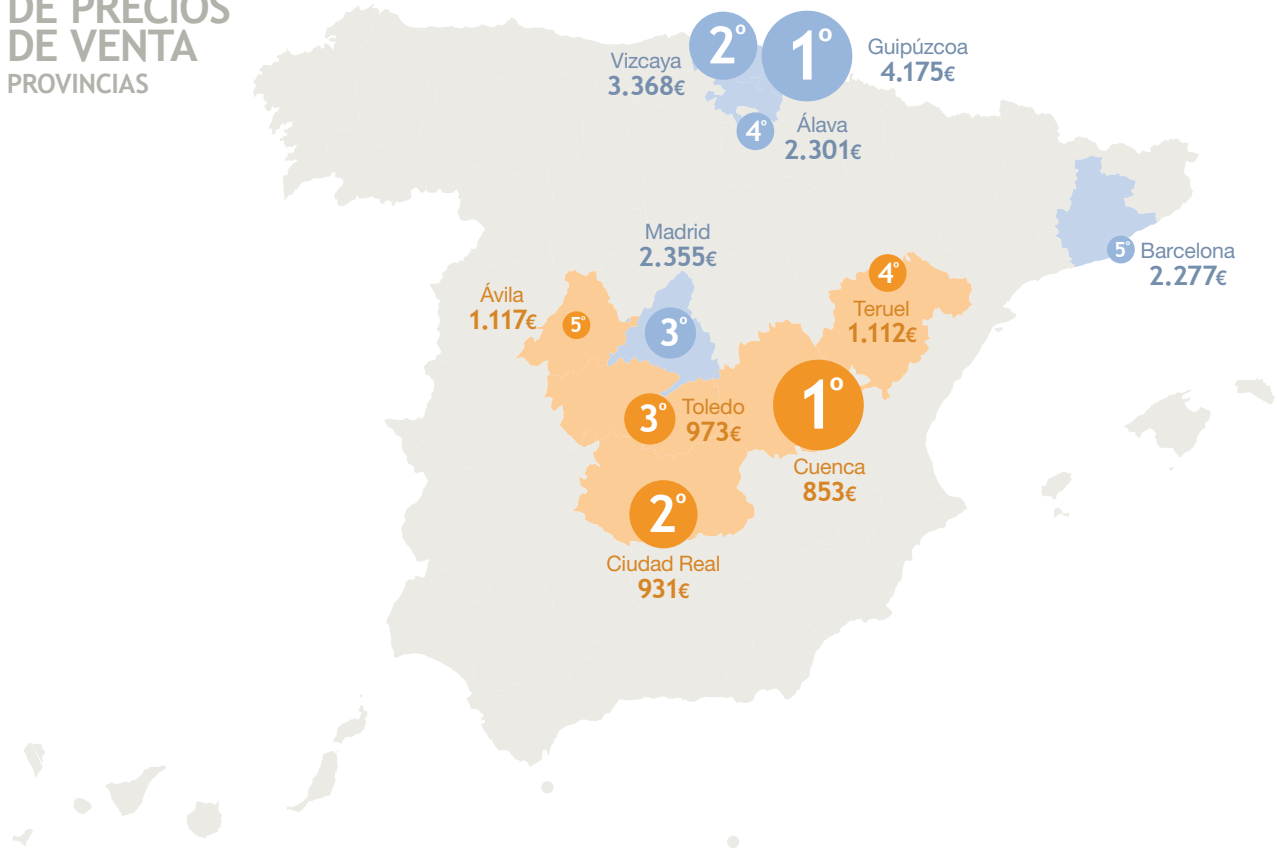 DE PRECIOS
DE VENTA
PROVINCIAS
2º
1º
Vizcaya
3.368€
Guipúzcoa
4.175€
4º
Álava
2.301€
Madrid
2.355€
3º
5º
Barcelona
2.277€
Ávila
1.117€
5º
4º
Teruel
1.112€
3º
Toledo
973€
1º
Cuenca
853€
2º
Ciudad Real
931€